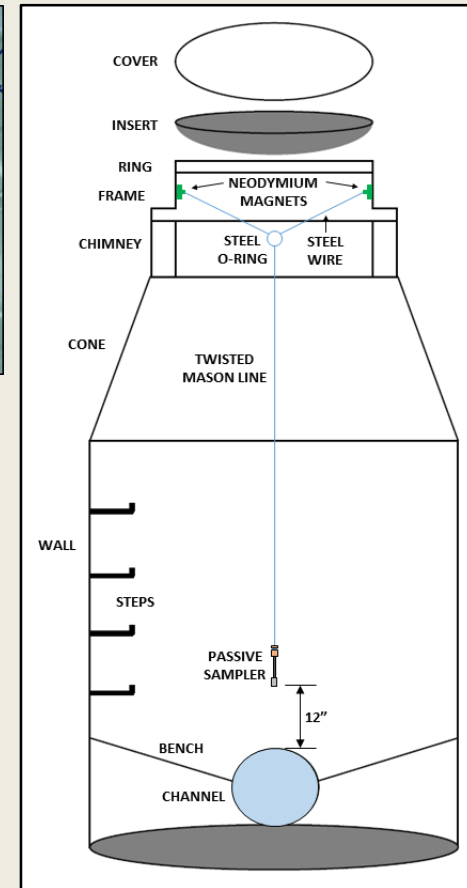 COVER
INSERT
RING
FRAME
NEODYMIUM
MAGNETS
CHIMNEY
STEEL
O-RING
STEEL
WIRE
CONE
TWISTED
MASON LINE
WALL
STEPS
PASSIVE
SAMPLER
12”
BENCH
CHANNEL